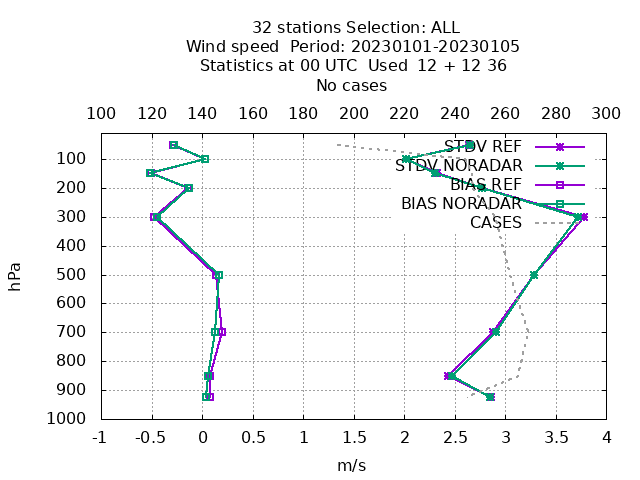 32 stations Selection: ALL
Wind speed  Period: 20230101-20230105
Statistics at 00 UTC  Used  12 + 12 36
No cases
100 120 140 160 180 200 220 240 260 280 300
STDV REF
100
STDV NORADAR
BIAS REF
200
BIAS NORADAR
300
CASES
400
hPa
500
600
700
800
900
1000
-1 -0.5 0 0.5 1 1.5 2 2.5 3 3.5 4
m/s